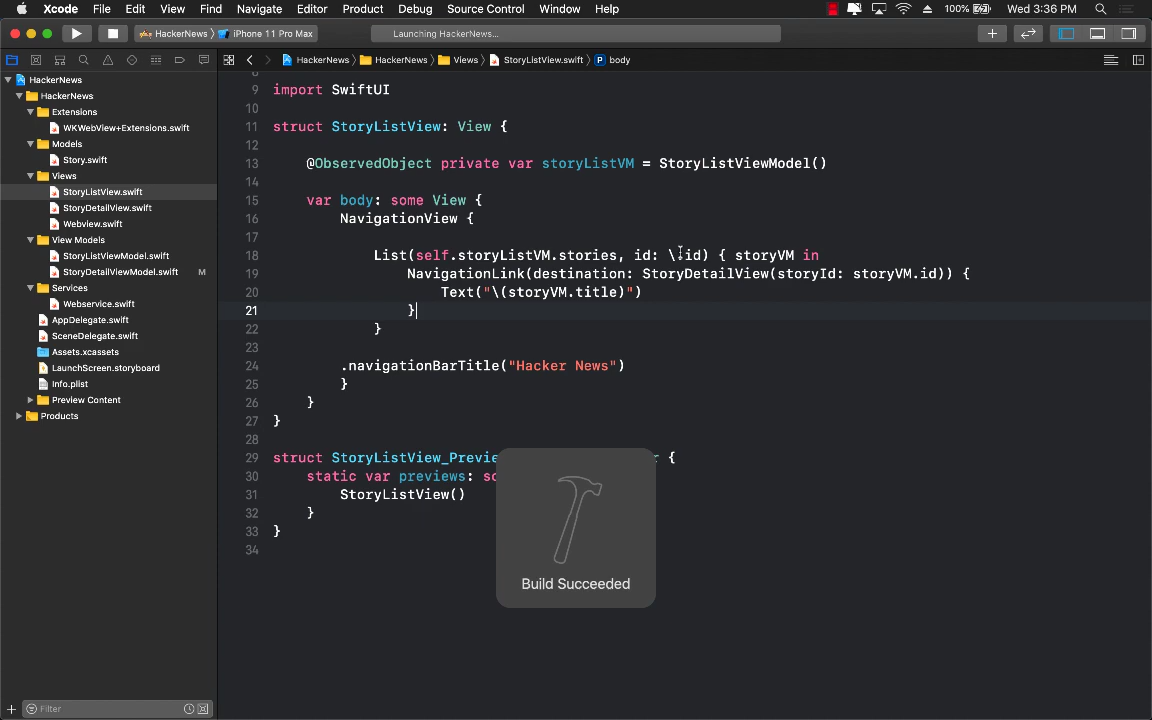 Xcode File Edit View Find Navigate Editor Product Debug Source Control Window Help 100% Wed 3:36 PM
HackerNews iPhone 11 Pro Max Launching HackerNews...
HackerNews HackerNews Views StoryListView.swift P body
HackerNews
HackerNews
Extensions
WKWebView+Extensions.swift
Models
Story.swift
Views
StoryListView.swift
StoryDetailView.swift
Webview.swift
View Models
StoryListViewModel.swift
StoryDetailViewModel.swift M
Services
Webservice.swift
AppDelegate.swift
SceneDelegate.swift
Assets.xcassets
LaunchScreen.storyboard
Info.plist
Preview Content
Products
Filter
8
9 import SwiftUI
10
11 struct StoryListView: View {
12
13 @ObservedObject private var storyListVM = StoryListViewModel()
14
15 var body: some View {
16 NavigationView {
17
18 List(self.storyListVM.stories, id: \.id) { storyVM in
19 NavigationLink(destination: StoryDetailView(storyId: storyVM.id)) {
20 Text("\(storyVM.title)")
21 }
22 }
23
24 .navigationBarTitle("Hacker News")
25 }
26 }
27 }
28
29 struct StoryListView_Previe r {
30 static var previews: so
31 StoryListView()
32 }
33 }
34
Build Succeeded